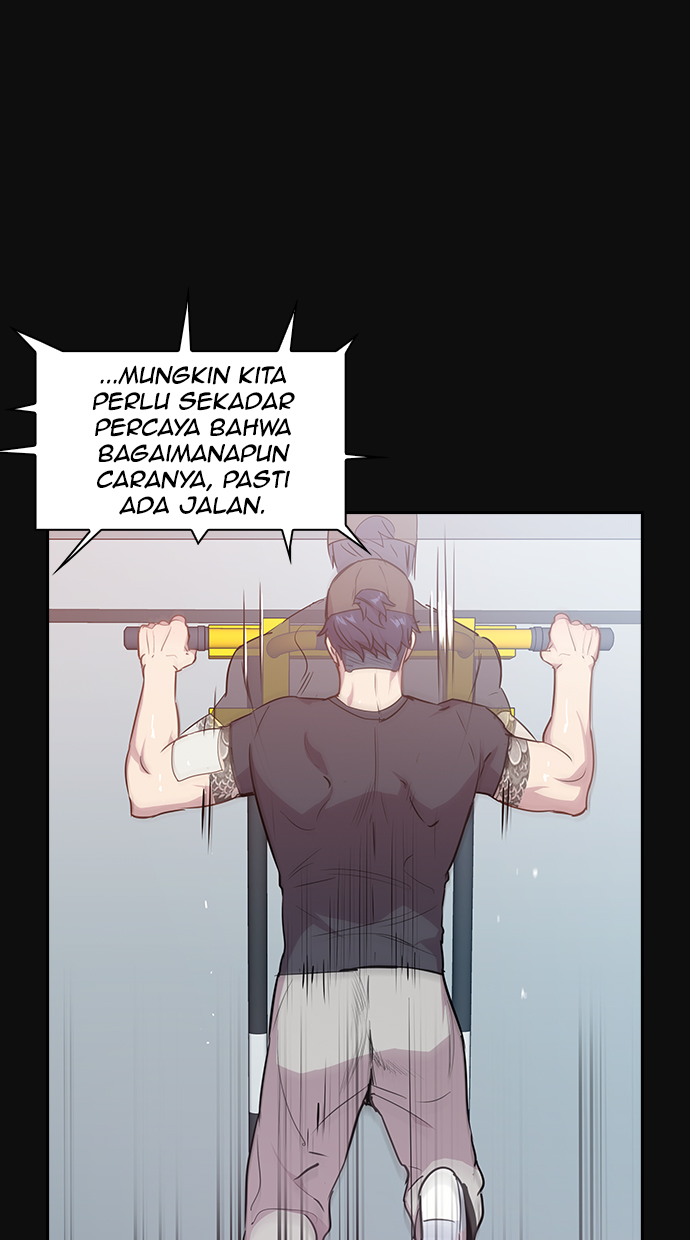 ...MUNGKIN KITA
PERLU SEKADAR
PERCAYA BAHWA
BAGAIMANAPUN
CARANYA, PASTI
ADA JALAN.